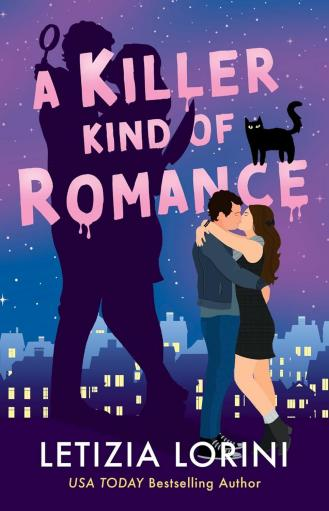 A KILLER
KIND OF
ROMANCE
LETIZIA LORINI
USA TODAY Bestselling Author